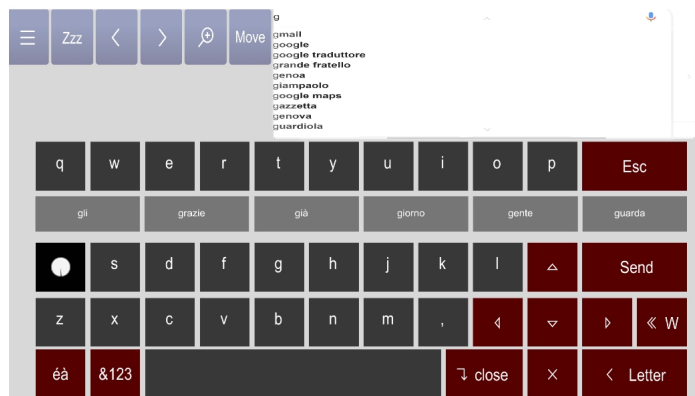 g
Zzz
Move
gmail
google
google traduttore
grande fratello
genoa
giampaolo
google maps
gazzetta
genova
guardiola
q w e r t y u i o p Esc
gli grazie già giorno gente guarda
s d f g h j k l Send
z x c v b n m , « W
éà &123 close × < Letter